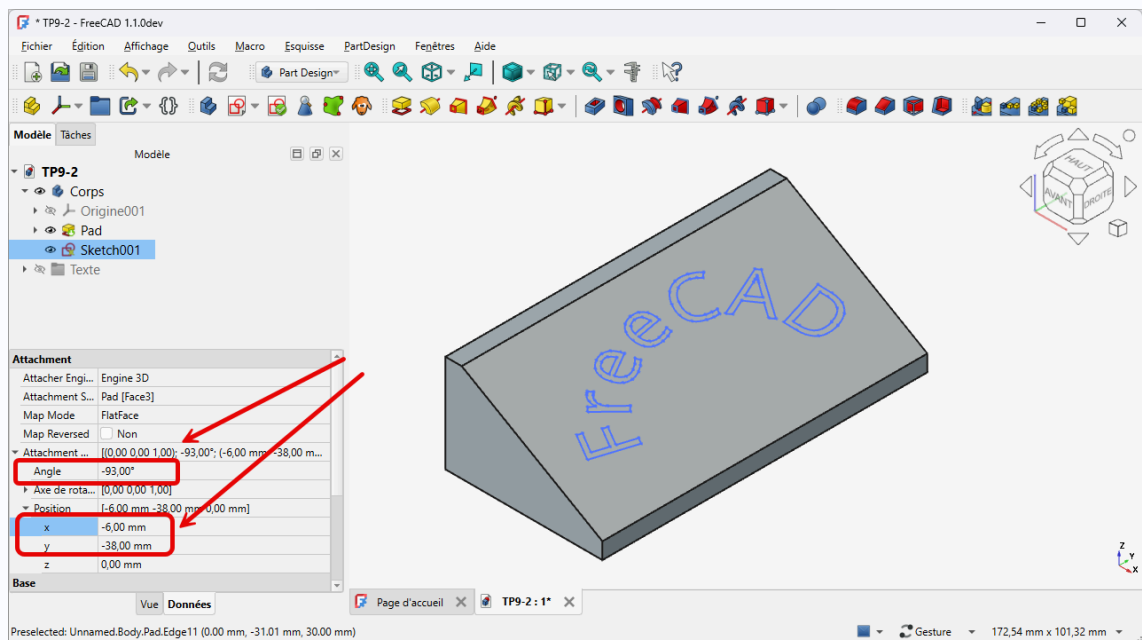 * TP9-2 - FreeCAD 1.1.0dev
Fichier Édition Affichage Outils Macro Esquisse PartDesign Fenêtres Aide
Part Design
Modèle Tâches
Modèle
TP9-2
Corps
Origine001
Pad
Sketch001
Texte
HAUT
AVANT
DROITE
FreeCAD
Attachment
Attacher Engi... Engine 3D
Attachment S... Pad [Face3]
Map Mode FlatFace
Map Reversed Non
Attachment ... [(0,00 0,00 1,00); -93,00°; (-6,00 mm -38,00 m...
Angle -93,00°
Axe de rota... [0,00 0,00 1,00]
Position [-6,00 mm -38,00 mm 0,00 mm]
x -6,00 mm
y -38,00 mm
z 0,00 mm
Base
Vue Données
Page d'accueil TP9-2 : 1*
Z
Y
X
Preselected: Unnamed.Body.Pad.Edge11 (0.00 mm, -31.01 mm, 30.00 mm) Gesture 172,54 mm x 101,32 mm